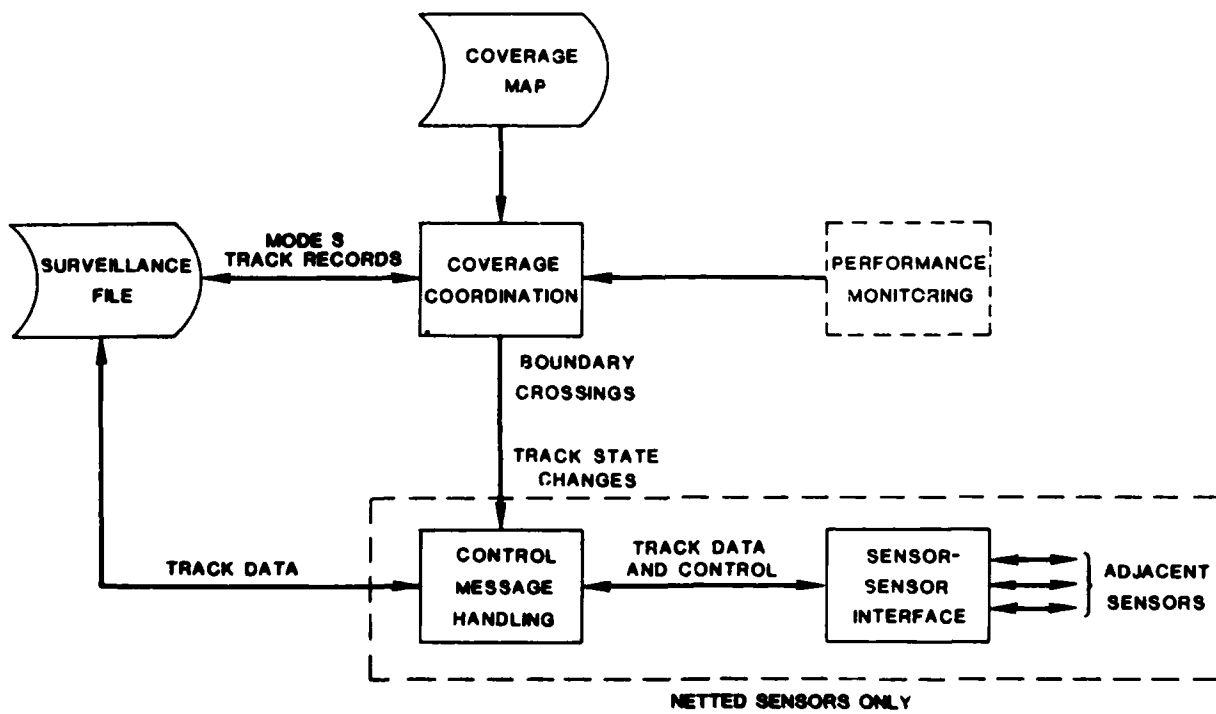 COVERAGE
MAP
SURVEILLANCE
FILE
MODE S
TRACK RECORDS
COVERAGE
COORDINATION
PERFORMANCE
MONITORING
BOUNDARY
CROSSINGS
TRACK STATE
CHANGES
TRACK DATA
CONTROL
MESSAGE
HANDLING
TRACK DATA
AND CONTROL
SENSOR-
SENSOR
INTERFACE
ADJACENT
SENSORS
NETTED SENSORS ONLY